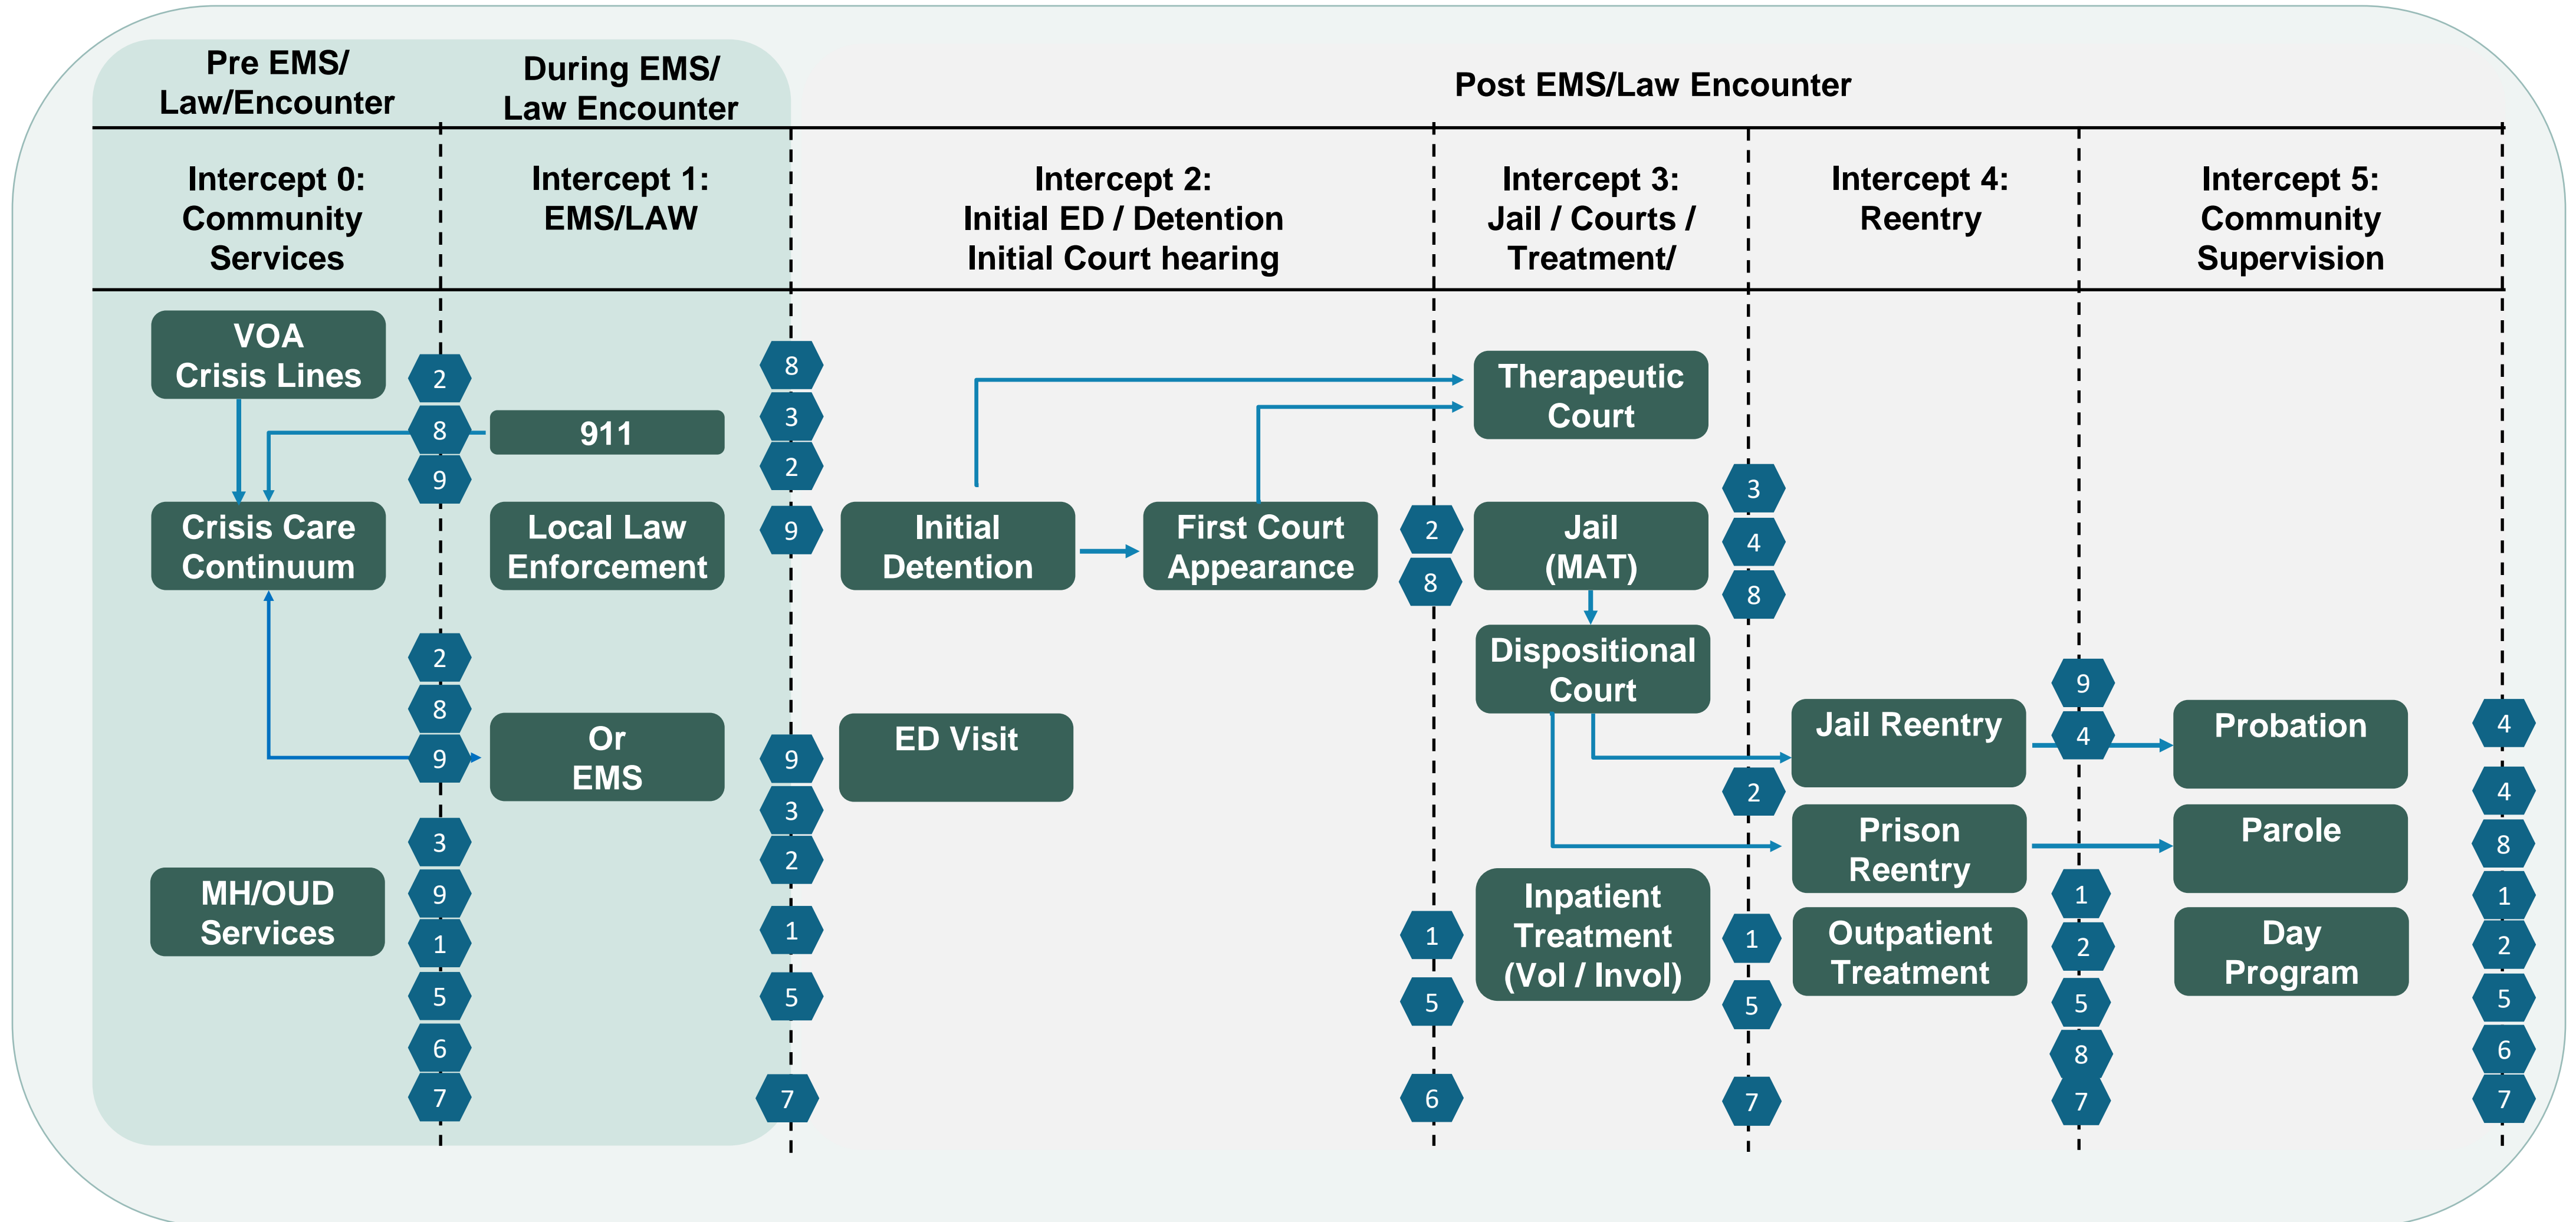 Pre EMS/
Law/Encounter
During EMS/
Law Encounter
Post EMS/Law Encounter
Intercept 0:
Community
Services
Intercept 1:
EMS/LAW
Intercept 2:
Initial ED / Detention
Initial Court hearing
Intercept 3:
Jail / Courts /
Treatment/
Intercept 4:
Reentry
Intercept 5:
Community
Supervision
VOA
Crisis Lines
Crisis Care
Continuum
MH/OUD
Services
2
8
9
2
8
9
3
9
1
5
6
7
911
Local Law
Enforcement
Or
EMS
8
3
2
9
9
3
2
1
5
7
Initial
Detention
ED Visit
First Court
Appearance
2
8
1
5
6
Therapeutic
Court
Jail
(MAT)
Dispositional
Court
Inpatient
Treatment
(Vol / Invol)
3
4
8
2
1
5
7
Jail Reentry
Prison
Reentry
Outpatient
Treatment
9
4
1
2
5
8
7
Probation
Parole
Day
Program
4
4
8
1
2
5
6
7